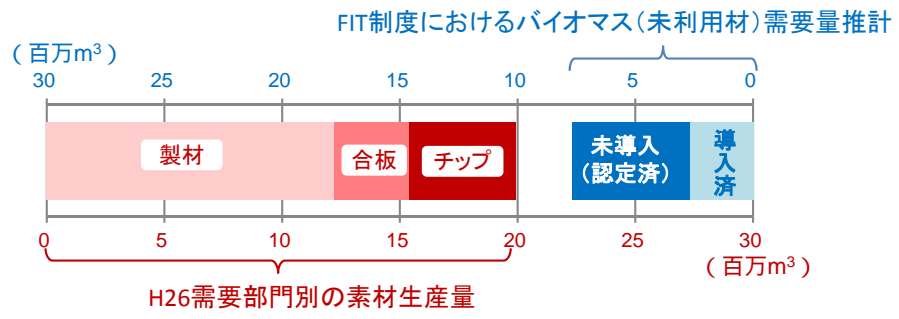 FIT制度におけるバイオマス(未利用材)需要量推計
(百万m³)
30 25 20 15 10 5 0
製材 合板 チップ 未導入(認定済) 導入済
0 5 10 15 20 25 30
(百万m³)
H26需要部門別の素材生産量